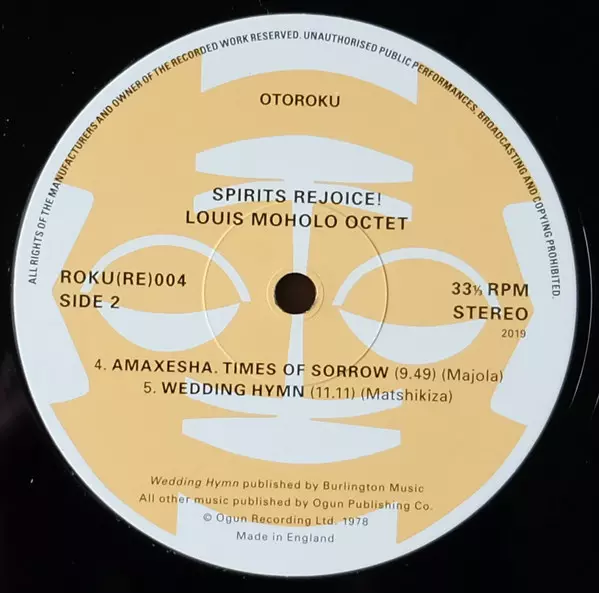 ALL RIGHTS OF THE MANUFACTURERS AND OWNER OF THE RECORDED WORK RESERVED. UNAUTHORISED PUBLIC PERFORMANCES, BROADCASTING AND COPYING PROHIBITED.
OTOROKU
SPIRITS REJOICE!
LOUIS MOHOLO OCTET
ROKU(RE)004
SIDE 2
33⅓ RPM
STEREO
2019
4. AMAXESHA. TIMES OF SORROW (9.49) (Majola)
5. WEDDING HYMN (11.11) (Matshikiza)
Wedding Hymn published by Burlington Music
All other music published by Ogun Publishing Co.
© Ogun Recording Ltd. 1978
Made in England